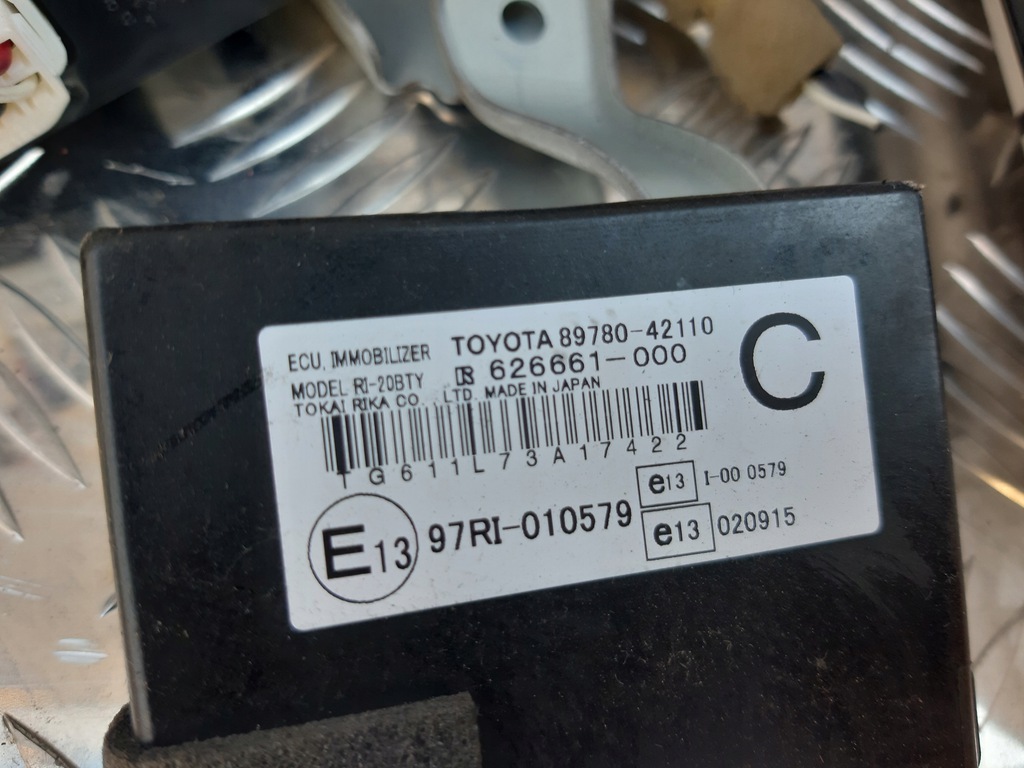 ECU, IMMOBILIZER TOYOTA 89780-42110
MODEL RI-20BTY 626661-000
TOKAI RIKA CO., LTD. MADE IN JAPAN
C
TG611L73A17422
E13 97RI-010579
e13 I-00 0579
e13 020915